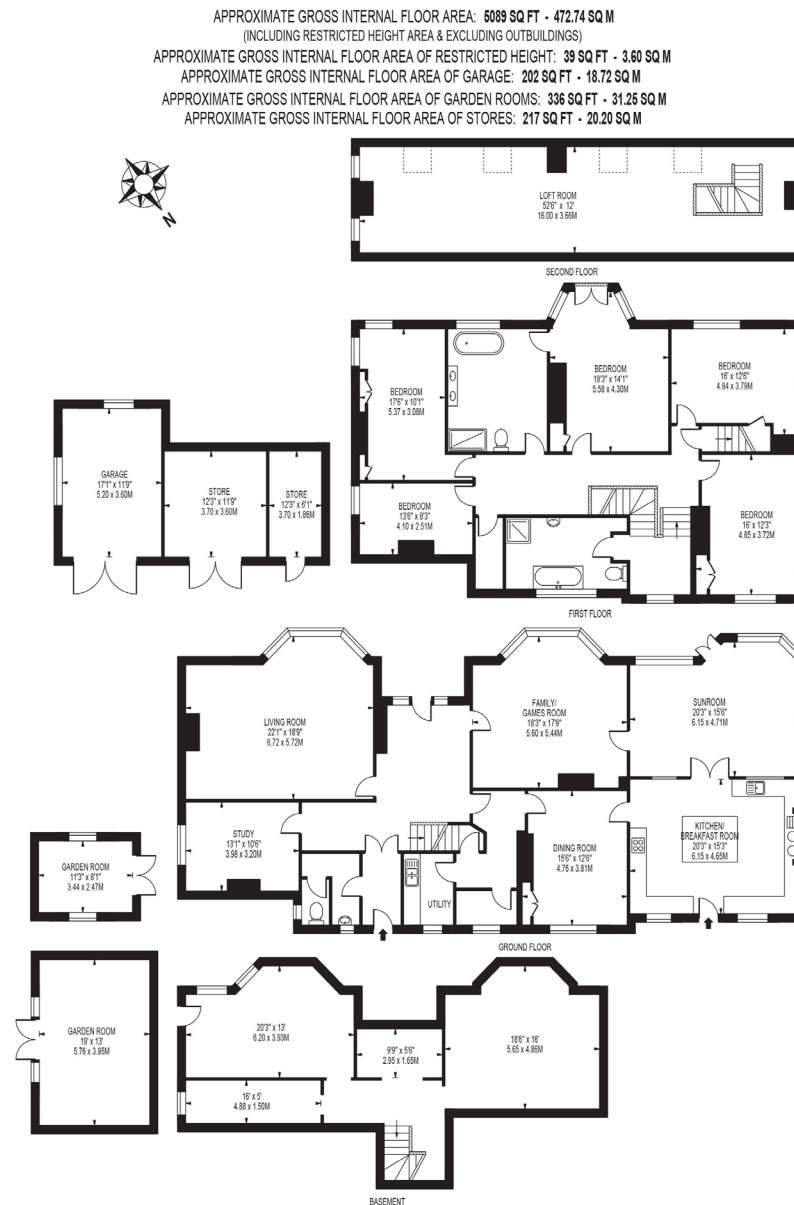 APPROXIMATE GROSS INTERNAL FLOOR AREA: 5089 SQ FT - 472.74 SQ M
(INCLUDING RESTRICTED HEIGHT AREA & EXCLUDING OUTBUILDINGS)
APPROXIMATE GROSS INTERNAL FLOOR AREA OF RESTRICTED HEIGHT: 39 SQ FT - 3.60 SQ M
APPROXIMATE GROSS INTERNAL FLOOR AREA OF GARAGE: 202 SQ FT - 18.72 SQ M
APPROXIMATE GROSS INTERNAL FLOOR AREA OF GARDEN ROOMS: 336 SQ FT - 31.25 SQ M
APPROXIMATE GROSS INTERNAL FLOOR AREA OF STORES: 217 SQ FT - 20.20 SQ M
N
LOFT ROOM
52'6" x 12'
16.00 x 3.66M
SECOND FLOOR
BEDROOM
17'6" x 10'1"
5.37 x 3.08M
BEDROOM
18'3" x 14'1"
5.58 x 4.30M
BEDROOM
16' x 12'6"
4.84 x 3.79M
BEDROOM
13'6" x 8'3"
4.10 x 2.51M
BEDROOM
16' x 12'3"
4.85 x 3.72M
FIRST FLOOR
GARAGE
17'1" x 11'9"
5.20 x 3.60M
STORE
12'3" x 11'9"
3.70 x 3.60M
STORE
12'3" x 6'1"
3.70 x 1.86M
LIVING ROOM
22'1" x 18'9"
6.72 x 5.72M
FAMILY/
GAMES ROOM
18'3" x 17'9"
5.60 x 5.44M
SUNROOM
20'3" x 15'6"
6.15 x 4.71M
STUDY
13'1" x 10'6"
3.98 x 3.20M
UTILITY
DINING ROOM
15'6" x 12'6"
4.76 x 3.81M
KITCHEN/
BREAKFAST ROOM
20'3" x 15'3"
6.15 x 4.65M
GROUND FLOOR
GARDEN ROOM
11'3" x 8'1"
3.44 x 2.47M
GARDEN ROOM
19' x 13'
5.76 x 3.95M
20'3" x 13'
6.20 x 3.93M
9'9" x 5'6"
2.95 x 1.65M
18'6" x 16'
5.65 x 4.86M
16' x 5'
4.88 x 1.50M
BASEMENT